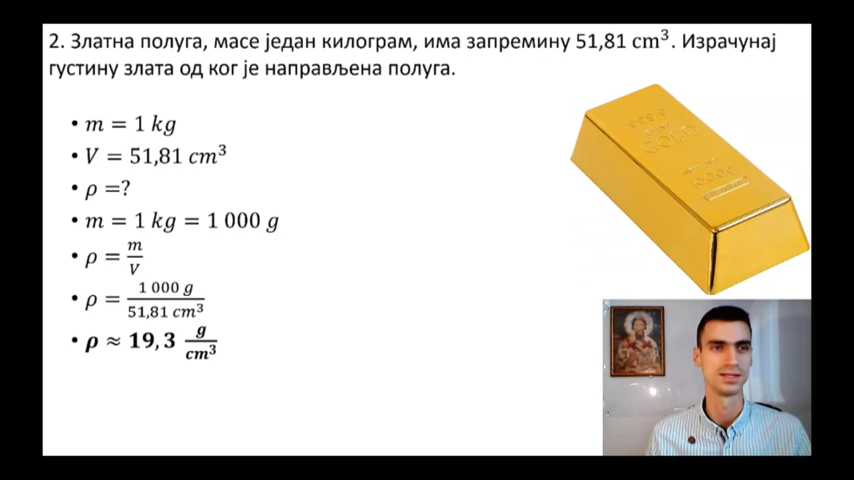 2. Златна полуга, масе један килограм, има запремину 51,81 cm³. Израчунај
густину злата од ког је направљена полуга.
• m = 1 kg
• V = 51,81 cm³
• ρ =?
• m = 1 kg = 1 000 g
• ρ = m/V
• ρ = 1 000 g / 51,81 cm³
• ρ ≈ 19,3 g/cm³
GOLD